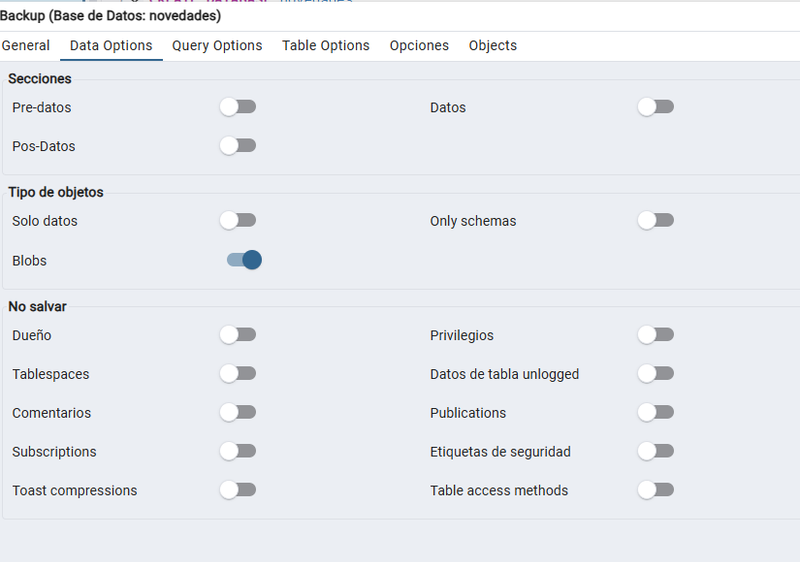 Backup (Base de Datos: novedades)
General Data Options Query Options Table Options Opciones Objects
Secciones
Pre-datos Datos
Pos-Datos
Tipo de objetos
Solo datos Only schemas
Blobs
No salvar
Dueño Privilegios
Tablespaces Datos de tabla unlogged
Comentarios Publications
Subscriptions Etiquetas de seguridad
Toast compressions Table access methods